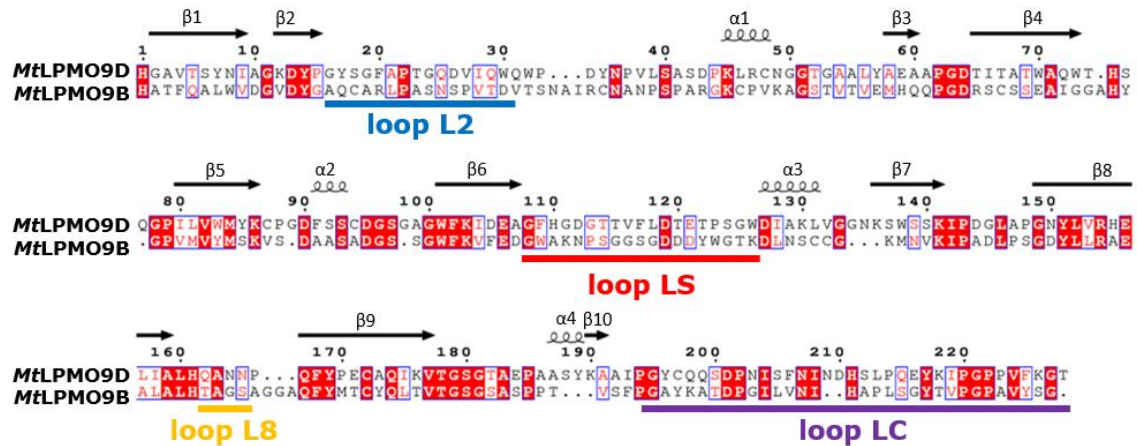 β1 β2 α1 β3 β4
1 10 20 30 40 50 60 70
MtLPMO9D HGAVTSYNIAGKDYPGYSGFAPTGQDVIQWQWP...DYNPVLSASDPKLRCNGGTGAALYAEAAPGDTITATWAQWT.HS
MtLPMO9B HATFQALWVDGVDYGAQCARLPASNSPVTDVTSNAIRCNANPSPARGKCPVKAGSTVTVEMHQQPGDRSCSSEAIGGAHY
loop L2
β5 α2 β6 α3 β7 β8
80 90 100 110 120 130 140 150
MtLPMO9D QGPILVWMYKCPGDFSSCDGSGAGWFKIDEAGFHGDGTTVFLDTETPSGWDIAKLVGGNKSWSSKIPDGLAPGNYLVRHE
MtLPMO9B .GPVMVYMSKVS.DAASADGS.SGWFKVFEDGWAKNPSGGSGDDDYWGTKDLNSCCG...KMNVKIPADLPSGDYLLRAE
loop LS
β9 α4 β10
160 170 180 190 200 210 220
MtLPMO9D LIALHQANNP...QFYPECAQIKVTGSGTAEPAASYKAAIPGYCQQSDPNISFNINDHSLPQEYKIPGPPVFKGT
MtLPMO9B ALALHTAGSAGGAQFYMTCYQLTVTGSGSASPPT...VSFPGAYKATDPGILVNI..HAPLSGYTVPGPAVYSG.
loop L8 loop LC